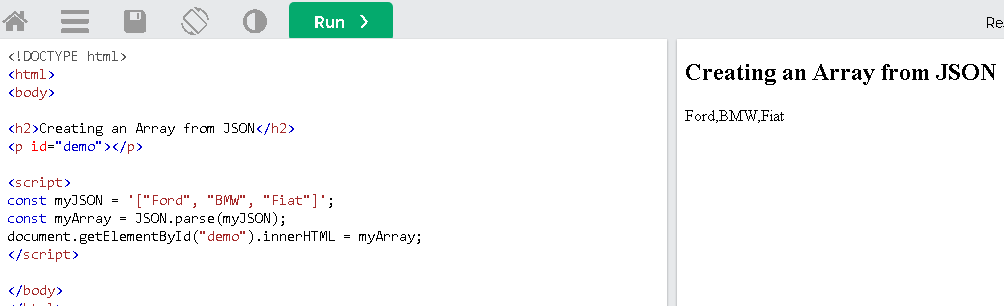 Run ❯
Re
<!DOCTYPE html>
<html>
<body>
<h2>Creating an Array from JSON</h2>
<p id="demo"></p>
<script>
const myJSON = '["Ford", "BMW", "Fiat"]';
const myArray = JSON.parse(myJSON);
document.getElementById("demo").innerHTML = myArray;
</script>
</body>
Creating an Array from JSON
Ford,BMW,Fiat